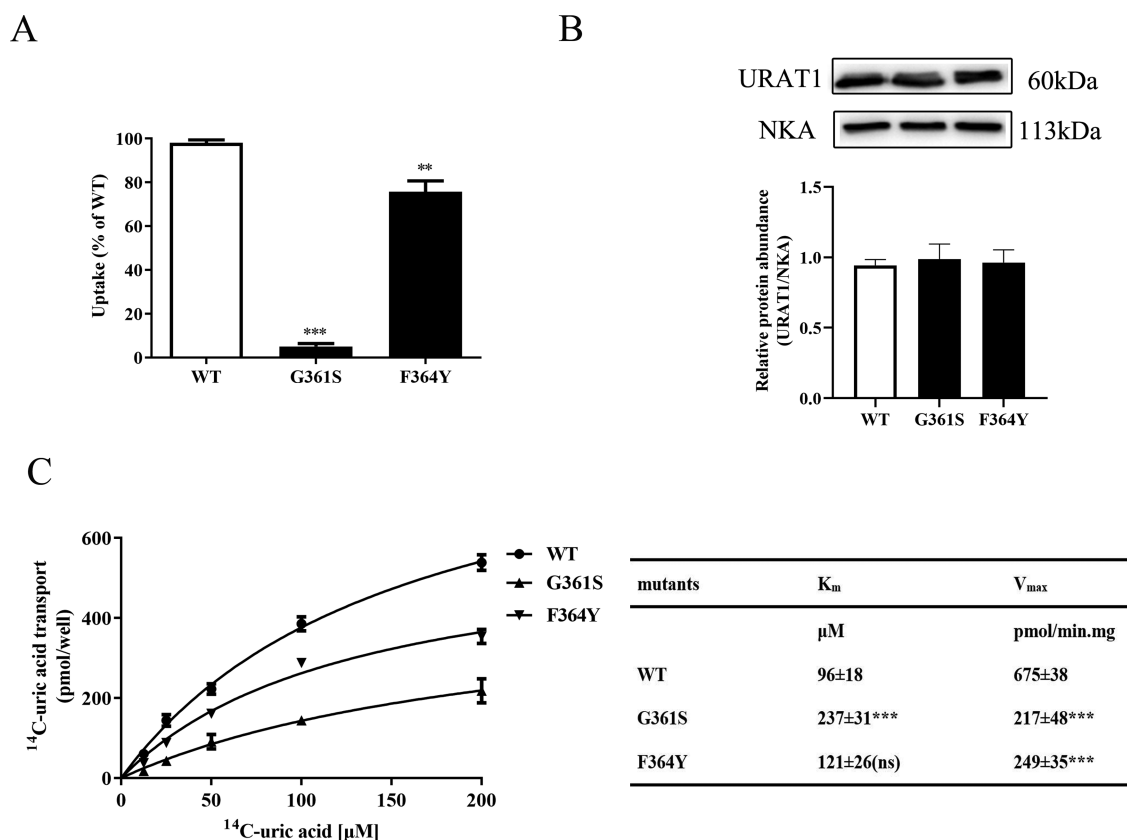 A
B
URAT1
60kDa
NKA
113kDa
Uptake (% of WT)
100
80
60
40
20
0
***
**
WT G361S F364Y
Relative protein abundance
(URAT1/NKA)
1.5
1.0
0.5
0.0
WT G361S F364Y
C
¹⁴C-uric acid transport
(pmol/well)
600
400
200
0
0 50 100 150 200
¹⁴C-uric acid [μM]
WT
G361S
F364Y
mutants Kₘ Vₘₐₓ
μM pmol/min.mg
WT 96±18 675±38
G361S 237±31*** 217±48***
F364Y 121±26(ns) 249±35***